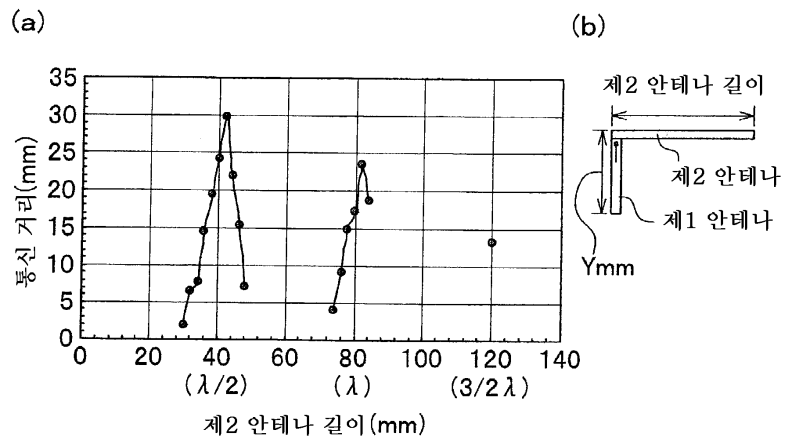 (a)
35
30
25
20
15
10
5
0
통신 거리(mm)
0 20 40 60 80 100 120 140
(λ/2) (λ) (3/2λ)
제2 안테나 길이(mm)
(b)
제2 안테나 길이
제2 안테나
제1 안테나
Ymm